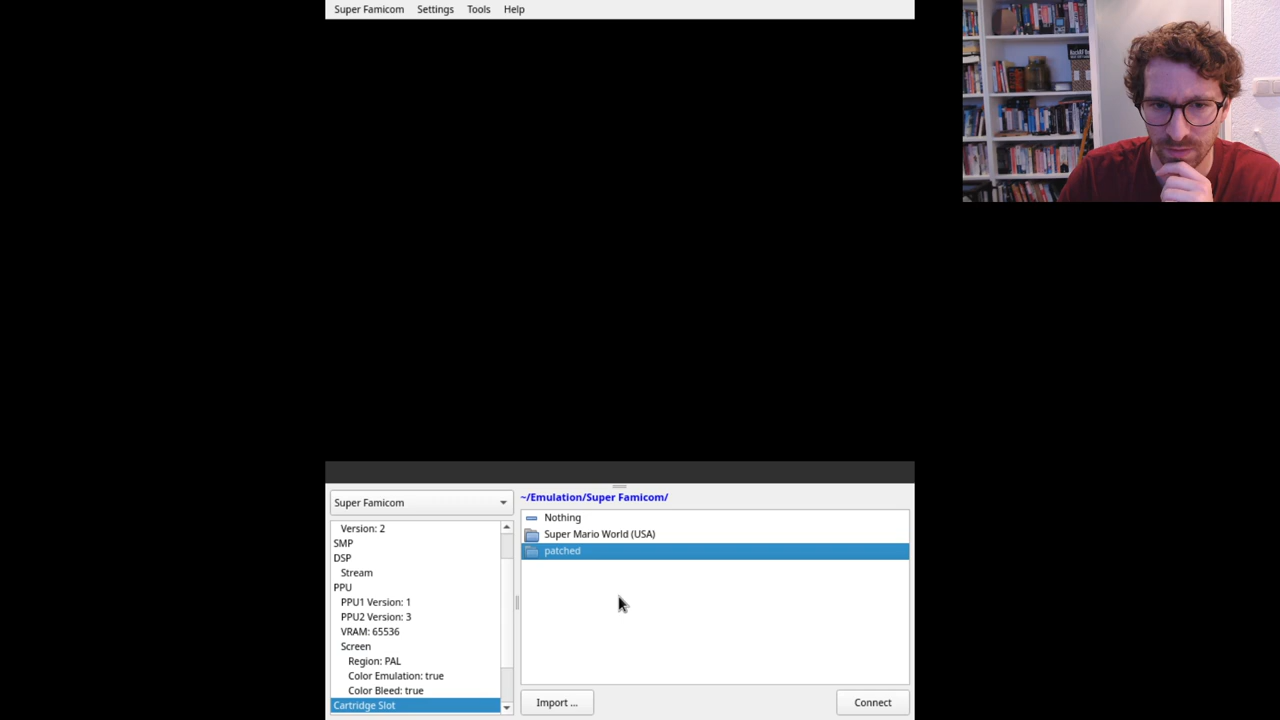 Super Famicom Settings Tools Help
Super Famicom
Version: 2
SMP
DSP
Stream
PPU
PPU1 Version: 1
PPU2 Version: 3
VRAM: 65536
Screen
Region: PAL
Color Emulation: true
Color Bleed: true
Cartridge Slot
~/Emulation/Super Famicom/
Nothing
Super Mario World (USA)
patched
Import ...
Connect